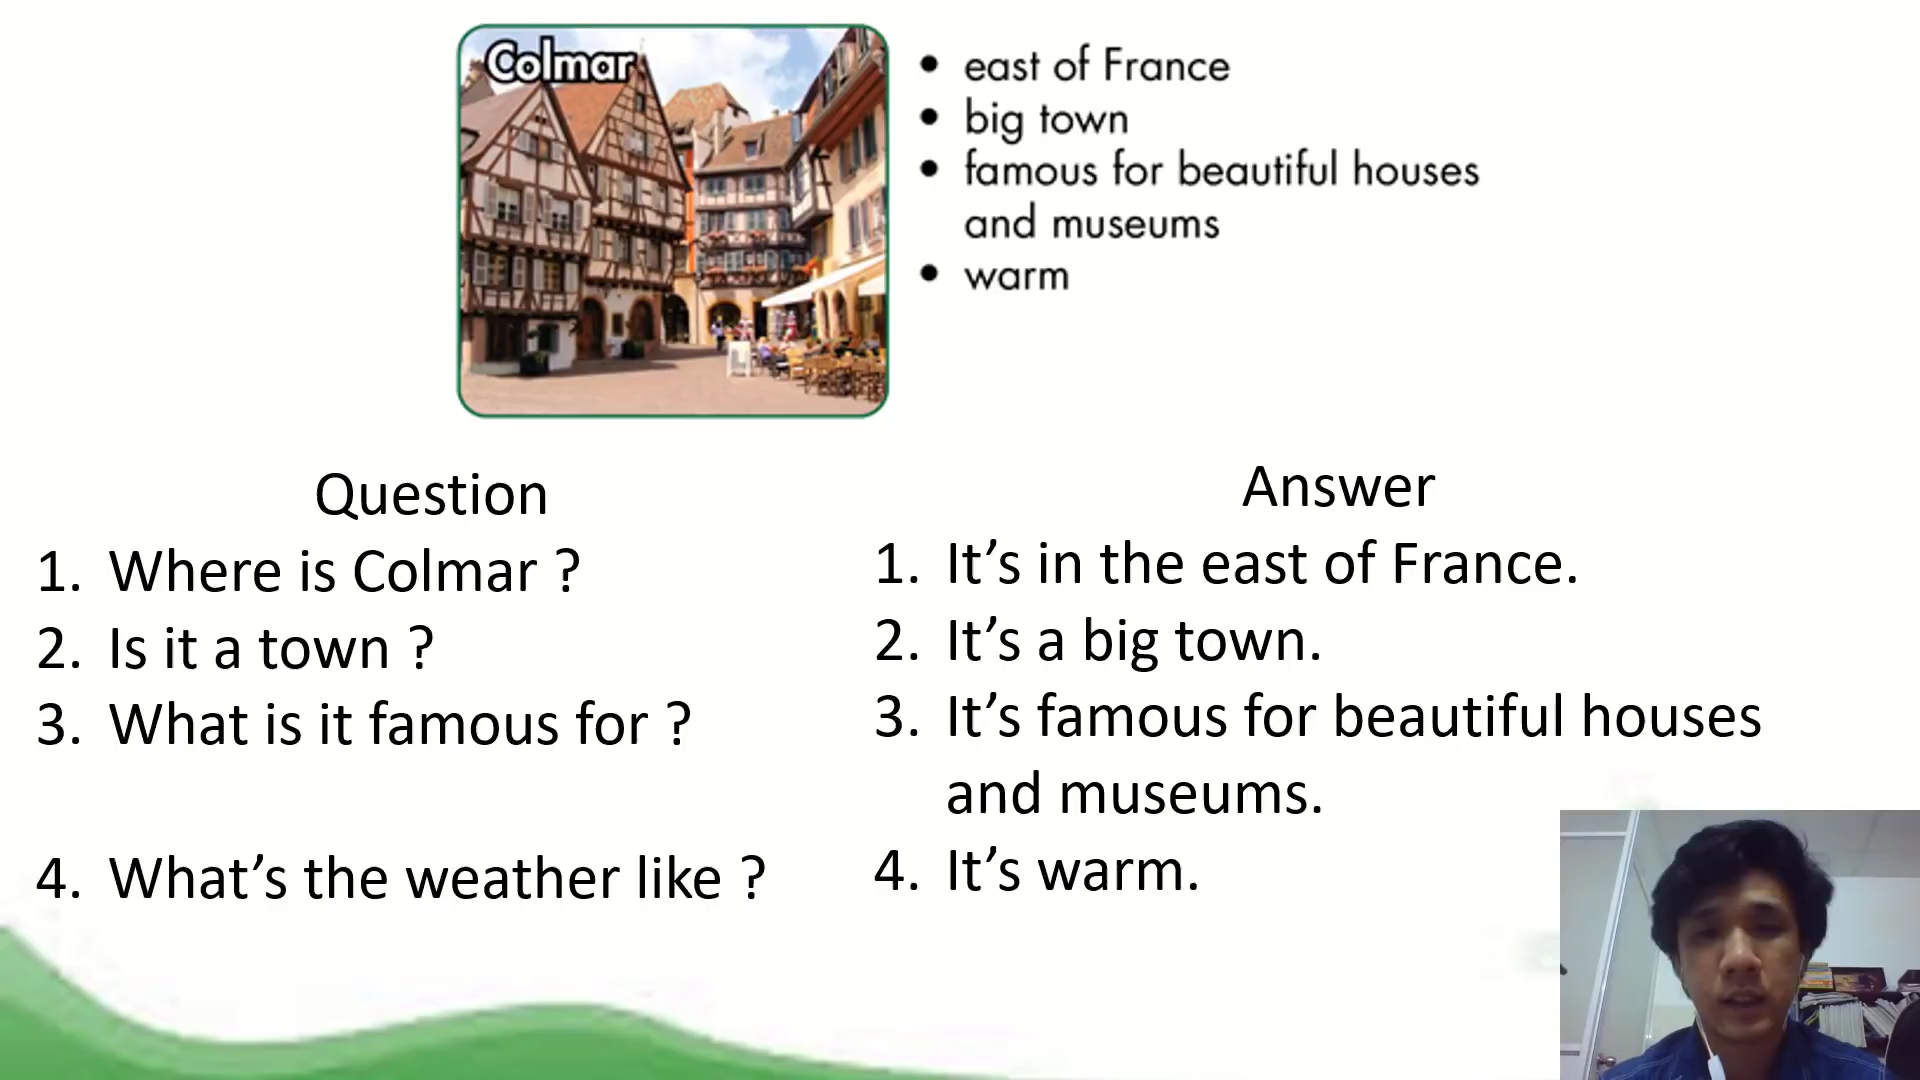 Colmar
• east of France
• big town
• famous for beautiful houses
and museums
• warm
Question
1. Where is Colmar ?
2. Is it a town ?
3. What is it famous for ?
4. What’s the weather like ?
Answer
1. It’s in the east of France.
2. It’s a big town.
3. It’s famous for beautiful houses
and museums.
4. It’s warm.